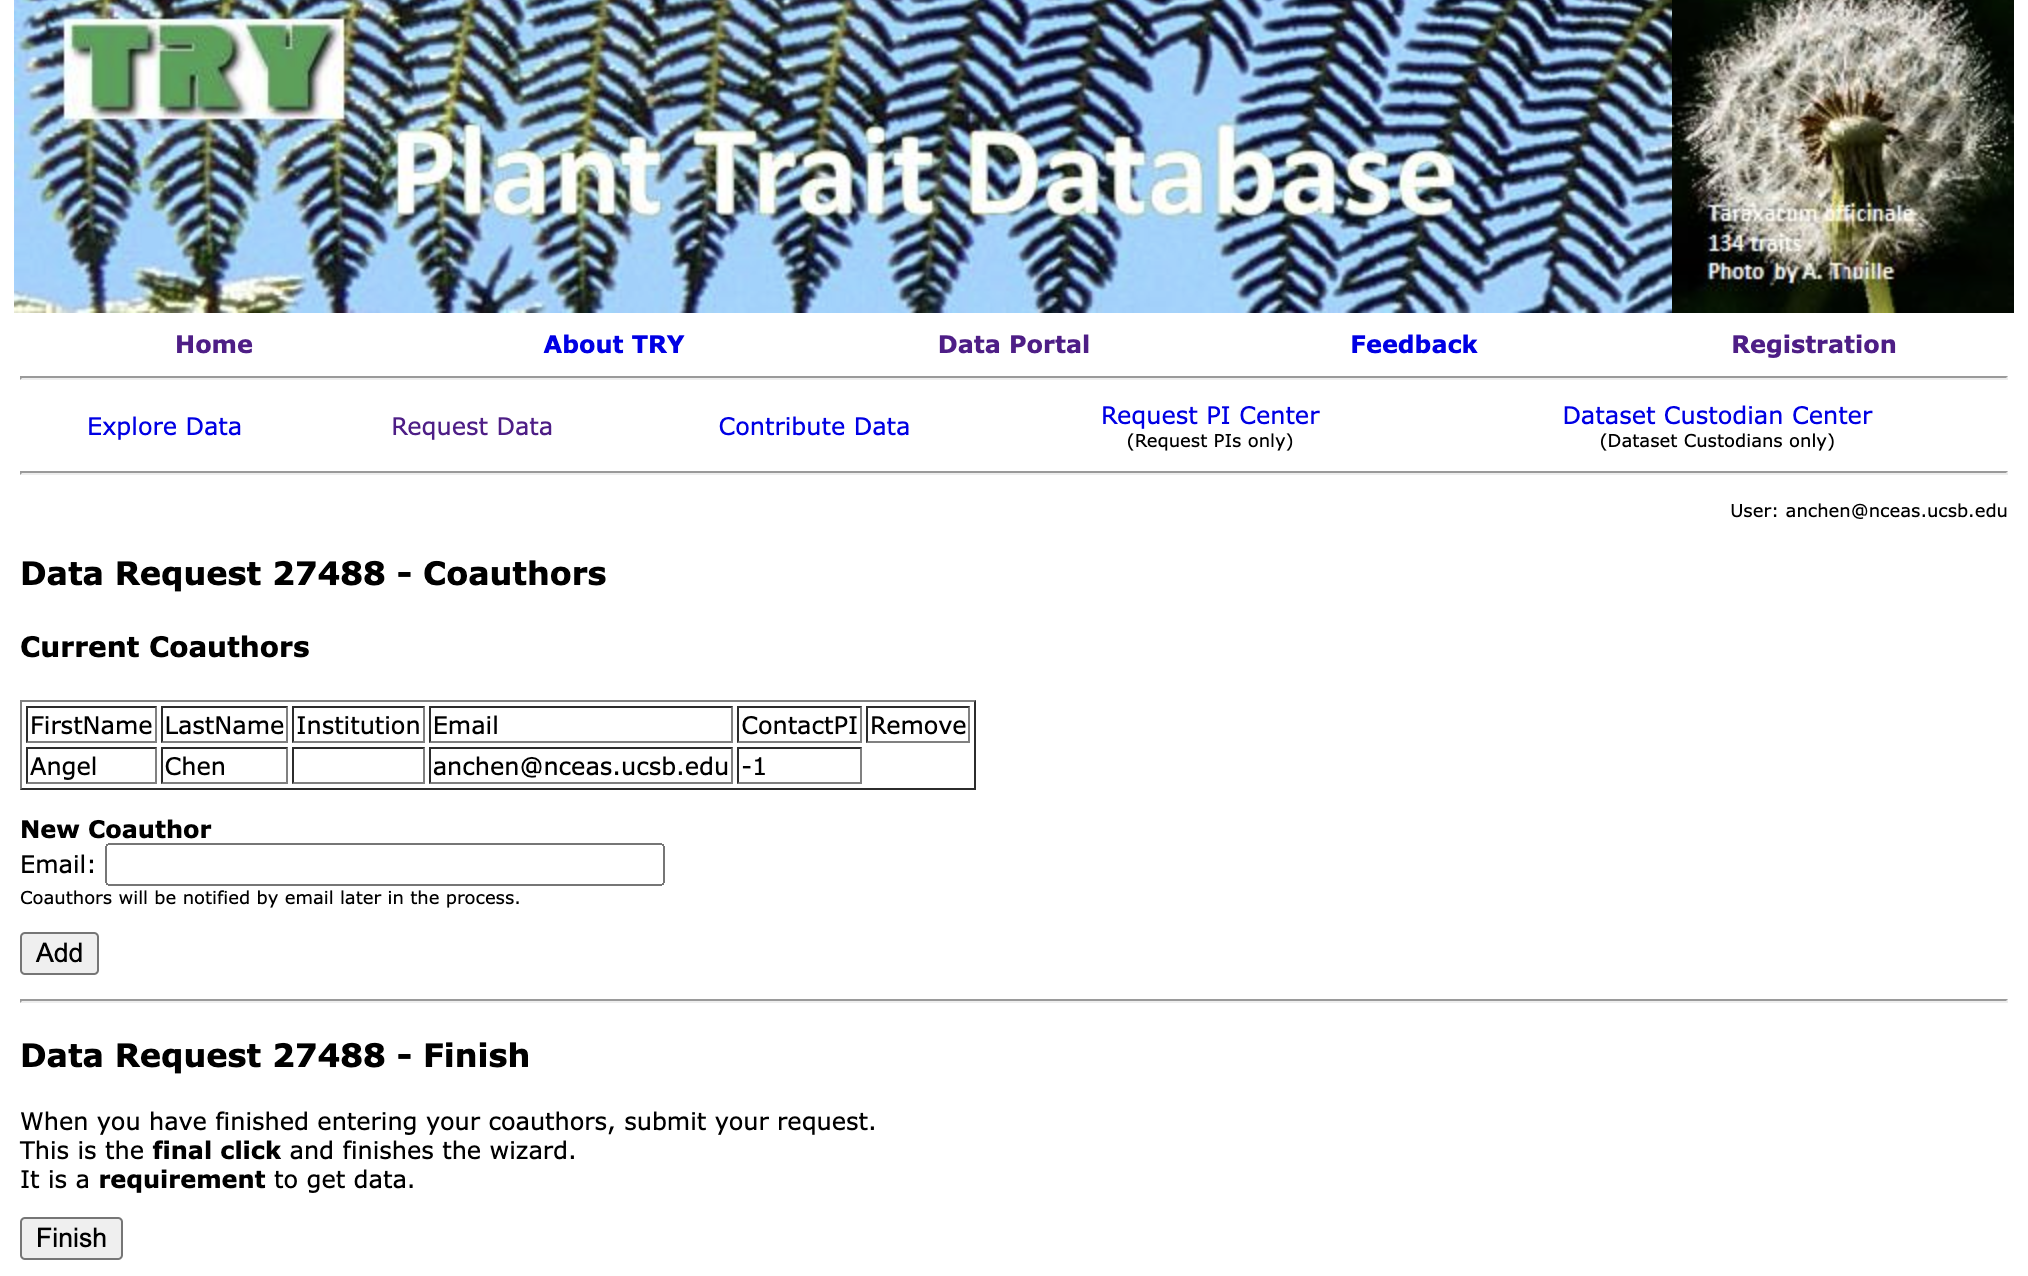 TRY
Plant Trait Database
Taraxacum officinale
134 traits
Photo by A. Thuille
Home About TRY Data Portal Feedback Registration
Explore Data Request Data Contribute Data Request PI Center Dataset Custodian Center
(Request PIs only) (Dataset Custodians only)
User: anchen@nceas.ucsb.edu
Data Request 27488 - Coauthors
Current Coauthors
FirstName LastName Institution Email ContactPI Remove
Angel Chen anchen@nceas.ucsb.edu -1
New Coauthor
Email:
Coauthors will be notified by email later in the process.
Add
Data Request 27488 - Finish
When you have finished entering your coauthors, submit your request.
This is the final click and finishes the wizard.
It is a requirement to get data.
Finish